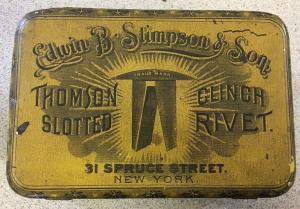 Edwin B. Stimpson & Son.
TRADE MARK
THOMSON CLINCH
SLOTTED RIVET.
31 SPRUCE STREET,
NEW YORK.